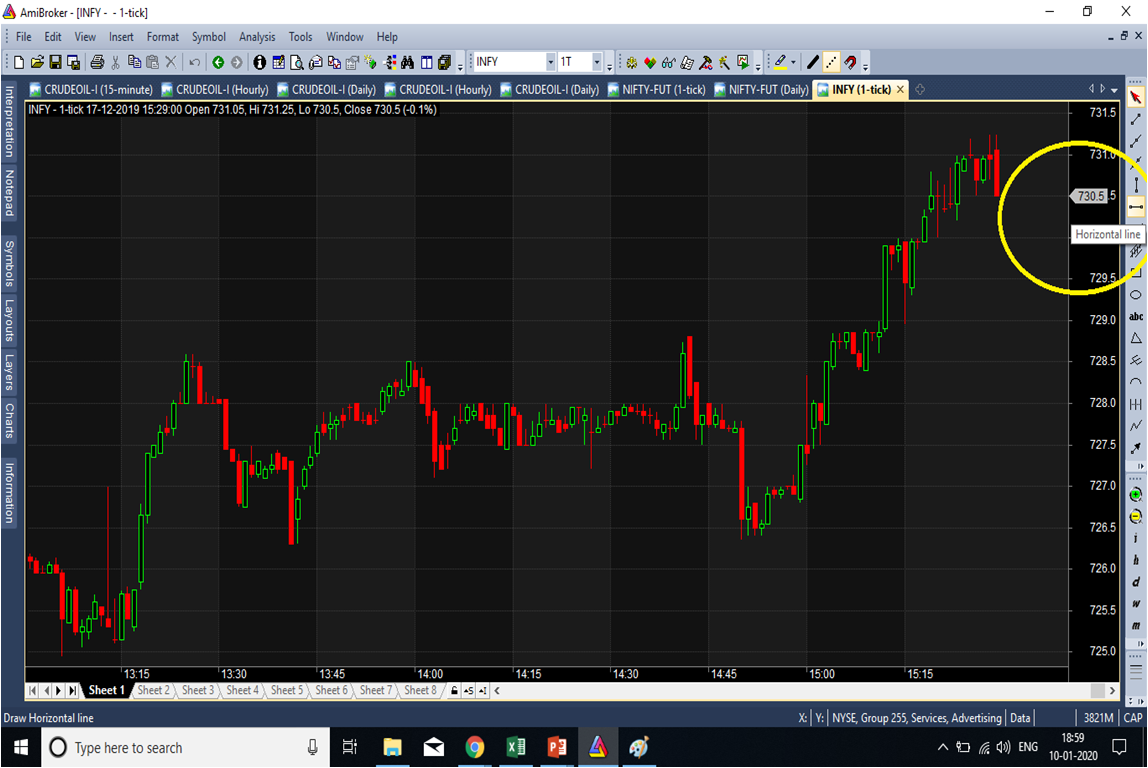 AmiBroker - [INFY - - 1-tick]
File Edit View Insert Format Symbol Analysis Tools Window Help
INFY 1T
CRUDEOIL-I (15-minute) CRUDEOIL-I (Hourly) CRUDEOIL-I (Daily) CRUDEOIL-I (Hourly) CRUDEOIL-I (Daily) NIFTY-FUT (1-tick) NIFTY-FUT (Daily) INFY (1-tick)
INFY - 1-tick 17-12-2019 15:29:00 Open 731.05, Hi 731.25, Lo 730.5, Close 730.5 (-0.1%)
Interpretation
Notepad
Symbols
Layouts
Layers
Charts
Information
731.5
731.0
730.5
Horizontal line
729.5
729.0
728.5
728.0
727.5
727.0
726.5
726.0
725.5
725.0
abc
i
h
d
w
m
13:15 13:30 13:45 14:00 14:15 14:30 14:45 15:00 15:15
Sheet 1 Sheet 2 Sheet 3 Sheet 4 Sheet 5 Sheet 6 Sheet 7 Sheet 8
Draw Horizontal line X: Y: NYSE, Group 255, Services, Advertising Data 3821M CAP
Type here to search ENG 18:59
10-01-2020